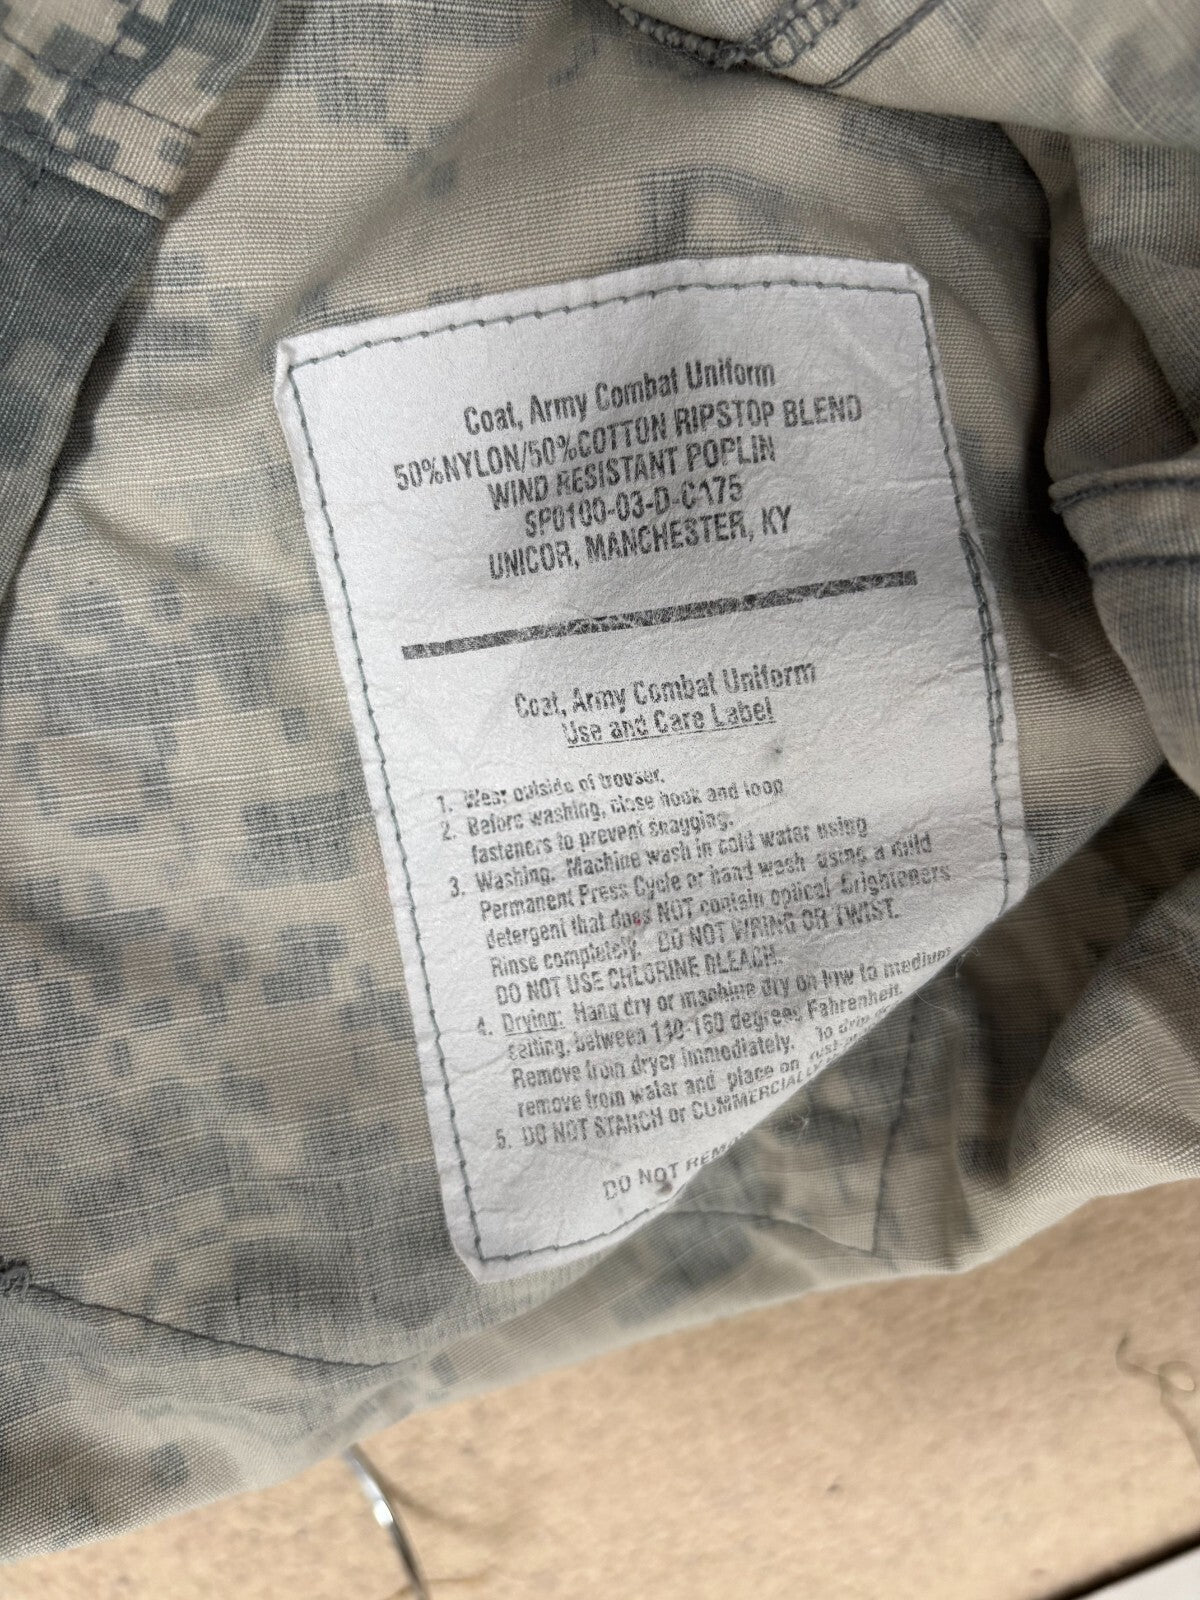 Coat, Army Combat Uniform
50%NYLON/50%COTTON RIPSTOP BLEND
WIND RESISTANT POPLIN
SP0100-03-D-
UNICOR, MANCHESTER, KY
Coat, Army Combat Uniform
Use and Care Label
1. Wear outside of trouser.
2. Before washing, close hook and loop
fasteners to prevent snagging.
3. Washing: Machine wash in cold water using
Permanent Press Cycle or hand wash using a mild
detergent that does NOT contain optical brighteners
Rinse completely. DO NOT WRING OR TWIST.
DO NOT USE CHLORINE BLEACH.
4. Drying: Hang dry or machine dry on low to medium
setting, between 140-160 degrees Fahrenheit.
Remove from dryer immediately. To drip
remove from water and place on rust
5. DO NOT STARCH or COMMERCIALLY
DO NOT REM